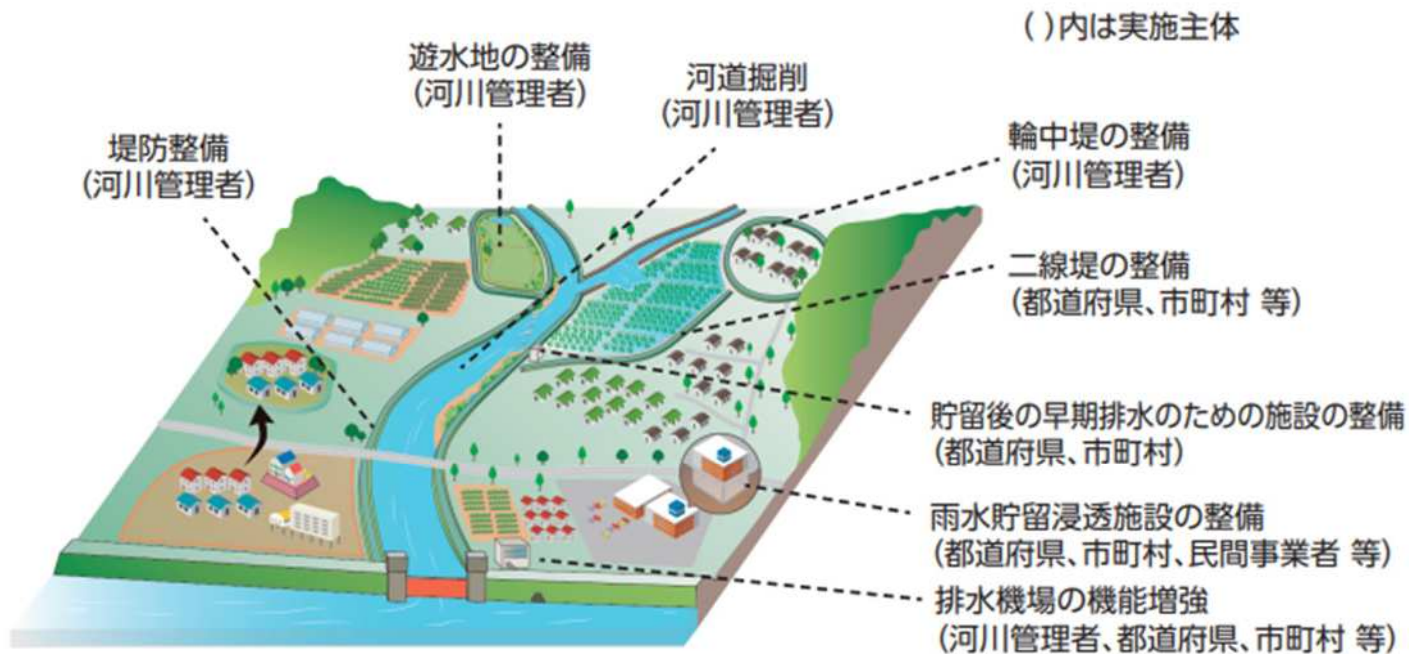 ( )内は実施主体
遊水地の整備
(河川管理者)
河道掘削
(河川管理者)
堤防整備
(河川管理者)
輪中堤の整備
(河川管理者)
二線堤の整備
(都道府県、市町村 等)
貯留後の早期排水のための施設の整備
(都道府県、市町村)
雨水貯留浸透施設の整備
(都道府県、市町村、民間事業者 等)
排水機場の機能増強
(河川管理者、都道府県、市町村 等)